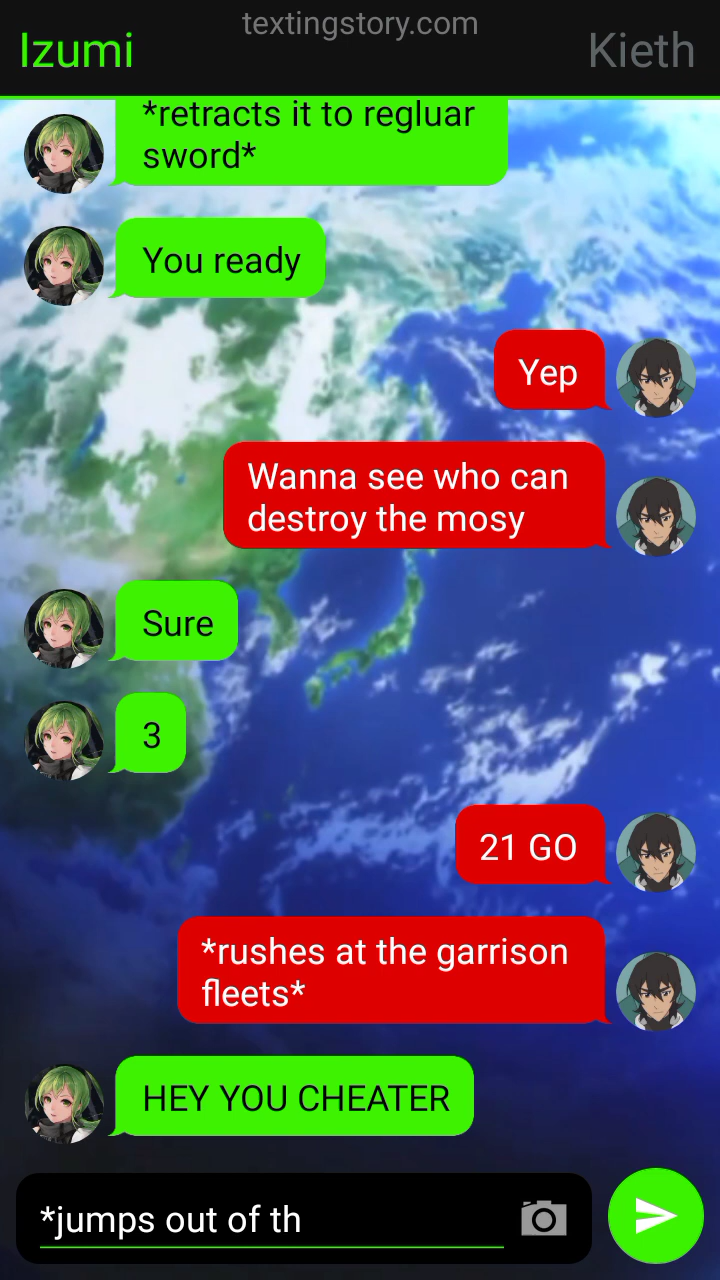 textingstory.com
Izumi
Kieth
*retracts it to regluar
sword*
You ready
Yep
Wanna see who can
destroy the mosy
Sure
3
21 GO
*rushes at the garrison
fleets*
HEY YOU CHEATER
*jumps out of th